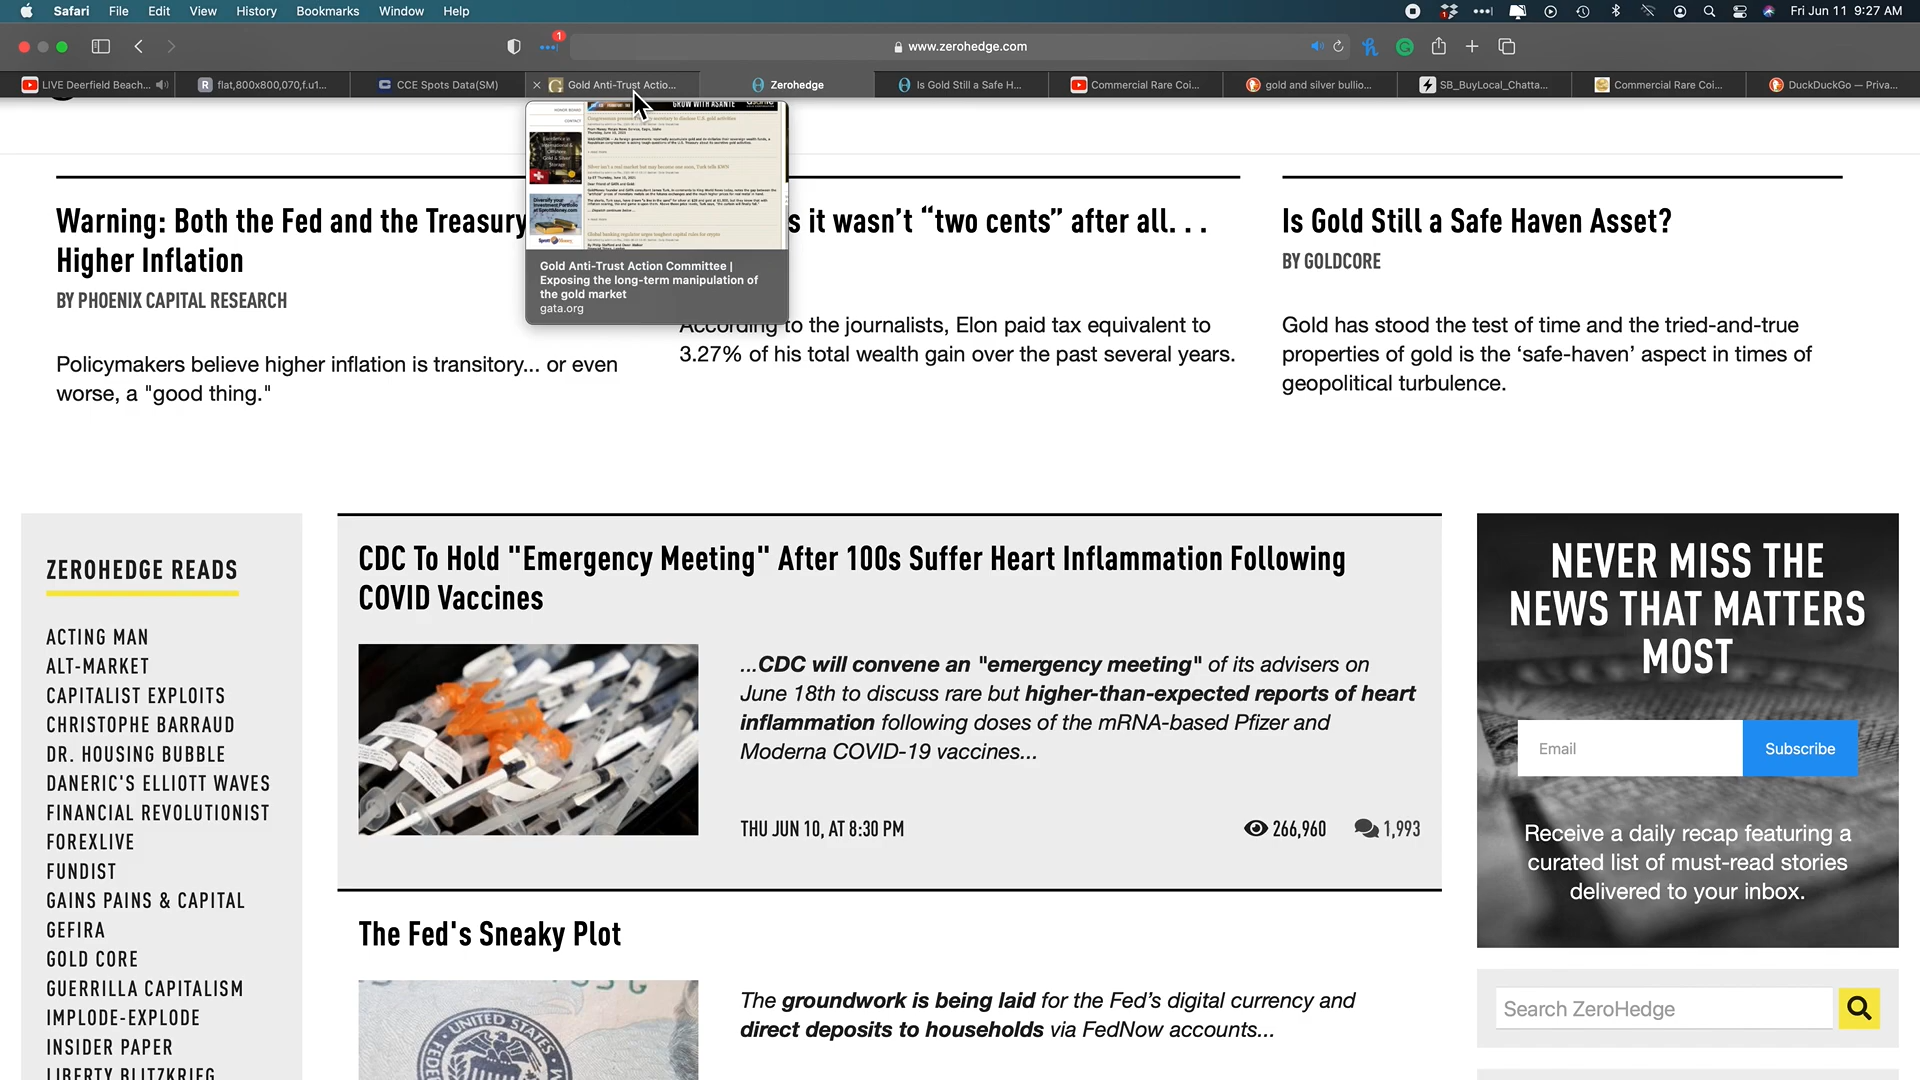 Safari File Edit View History Bookmarks Window Help
Fri Jun 11 9:27 AM
1
www.zerohedge.com
LIVE Deerfield Beach...
flat,800x800,070,f.u1...
CCE Spots Data(SM)
Gold Anti-Trust Actio...
Zerohedge
Is Gold Still a Safe H...
Commercial Rare Coi...
gold and silver bullio...
SB_BuyLocal_Chatta...
Commercial Rare Coi...
DuckDuckGo — Priva...
GROW WITH ASANTE
CONTACT
Gold Anti-Trust Action Committee |
Exposing the long-term manipulation of
the gold market
gata.org
Warning: Both the Fed and the Treasury
Higher Inflation
BY PHOENIX CAPITAL RESEARCH
Policymakers believe higher inflation is transitory... or even
worse, a "good thing."
s it wasn't “two cents” after all. . .
According to the journalists, Elon paid tax equivalent to
3.27% of his total wealth gain over the past several years.
Is Gold Still a Safe Haven Asset?
BY GOLDCORE
Gold has stood the test of time and the tried-and-true
properties of gold is the ‘safe-haven’ aspect in times of
geopolitical turbulence.
ZEROHEDGE READS
ACTING MAN
ALT-MARKET
CAPITALIST EXPLOITS
CHRISTOPHE BARRAUD
DR. HOUSING BUBBLE
DANERIC'S ELLIOTT WAVES
FINANCIAL REVOLUTIONIST
FOREXLIVE
FUNDIST
GAINS PAINS & CAPITAL
GEFIRA
GOLD CORE
GUERRILLA CAPITALISM
IMPLODE-EXPLODE
INSIDER PAPER
LIBERTY BLITZKRIEG
CDC To Hold "Emergency Meeting" After 100s Suffer Heart Inflammation Following
COVID Vaccines
...CDC will convene an "emergency meeting" of its advisers on
June 18th to discuss rare but higher-than-expected reports of heart
inflammation following doses of the mRNA-based Pfizer and
Moderna COVID-19 vaccines...
THU JUN 10, AT 8:30 PM
266,960
1,993
The Fed's Sneaky Plot
UNITED STATES
The groundwork is being laid for the Fed's digital currency and
direct deposits to households via FedNow accounts...
NEVER MISS THE
NEWS THAT MATTERS
MOST
Email
Subscribe
Receive a daily recap featuring a
curated list of must-read stories
delivered to your inbox.
Search ZeroHedge